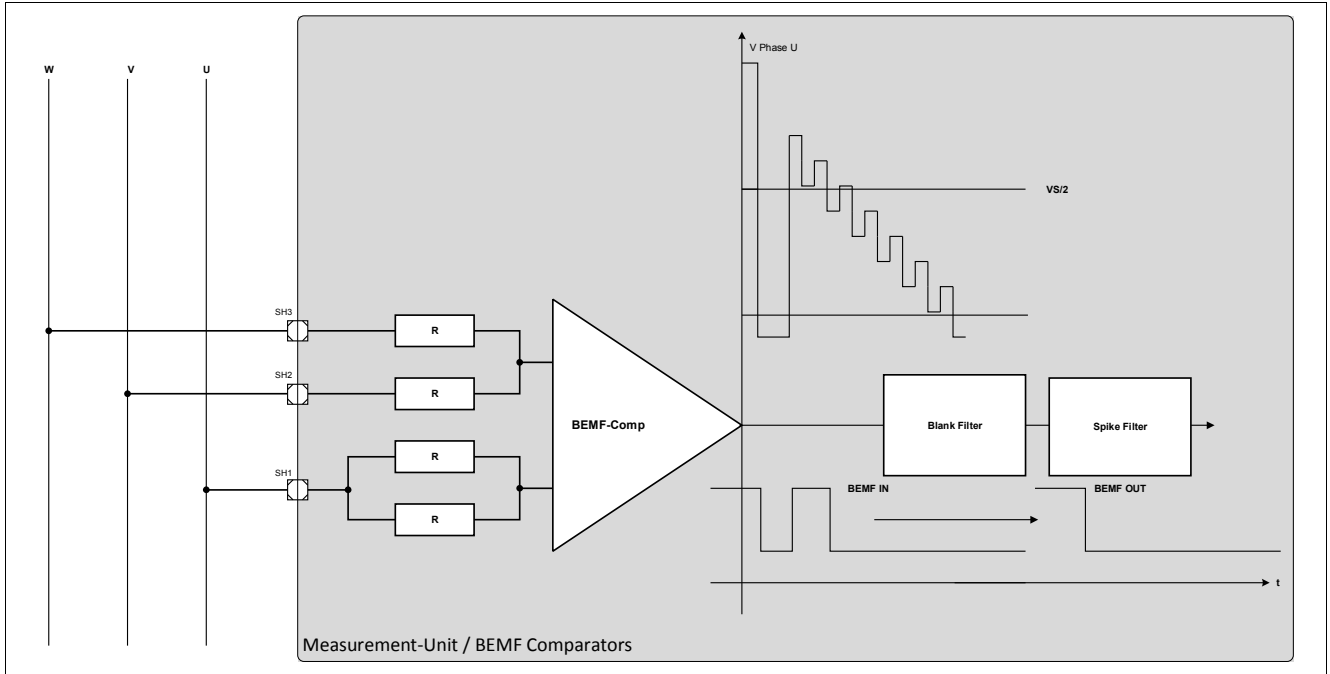 V Phase U
W
V
U
VS/2
SH3
R
SH2
R
BEMF-Comp
Blank Filter
Spike Filter
R
SH1
BEMF IN
BEMF OUT
R
t
Measurement-Unit / BEMF Comparators